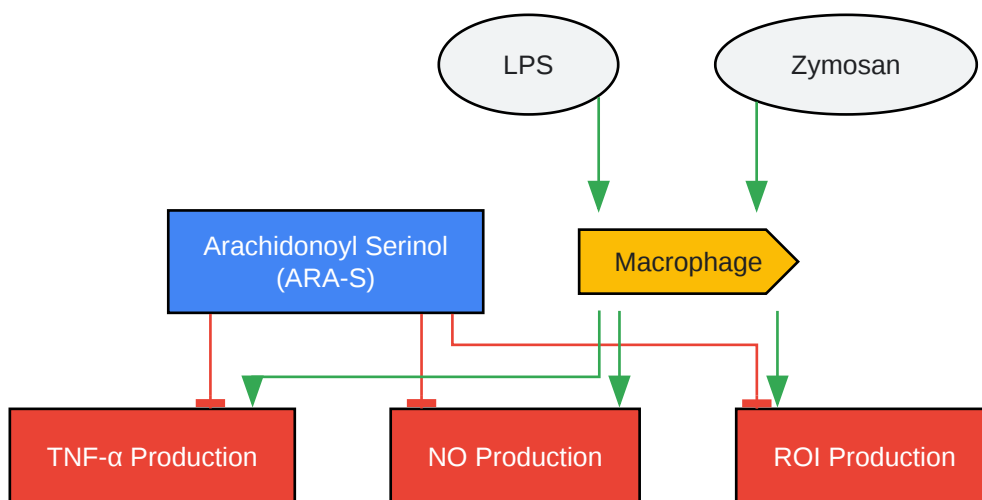 LPS
Zymosan
Arachidonoyl Serinol
(ARA-S)
Macrophage
TNF-α Production
NO Production
ROI Production